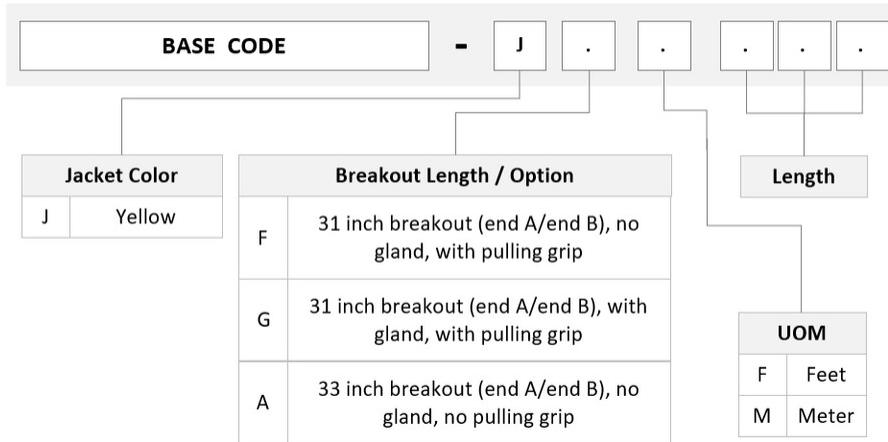 BASE CODE - J . . . . .
Jacket Color
J Yellow
Breakout Length / Option
F 31 inch breakout (end A/end B), no
gland, with pulling grip
G 31 inch breakout (end A/end B), with
gland, with pulling grip
A 33 inch breakout (end A/end B), no
gland, no pulling grip
Length
UOM
F Feet
M Meter